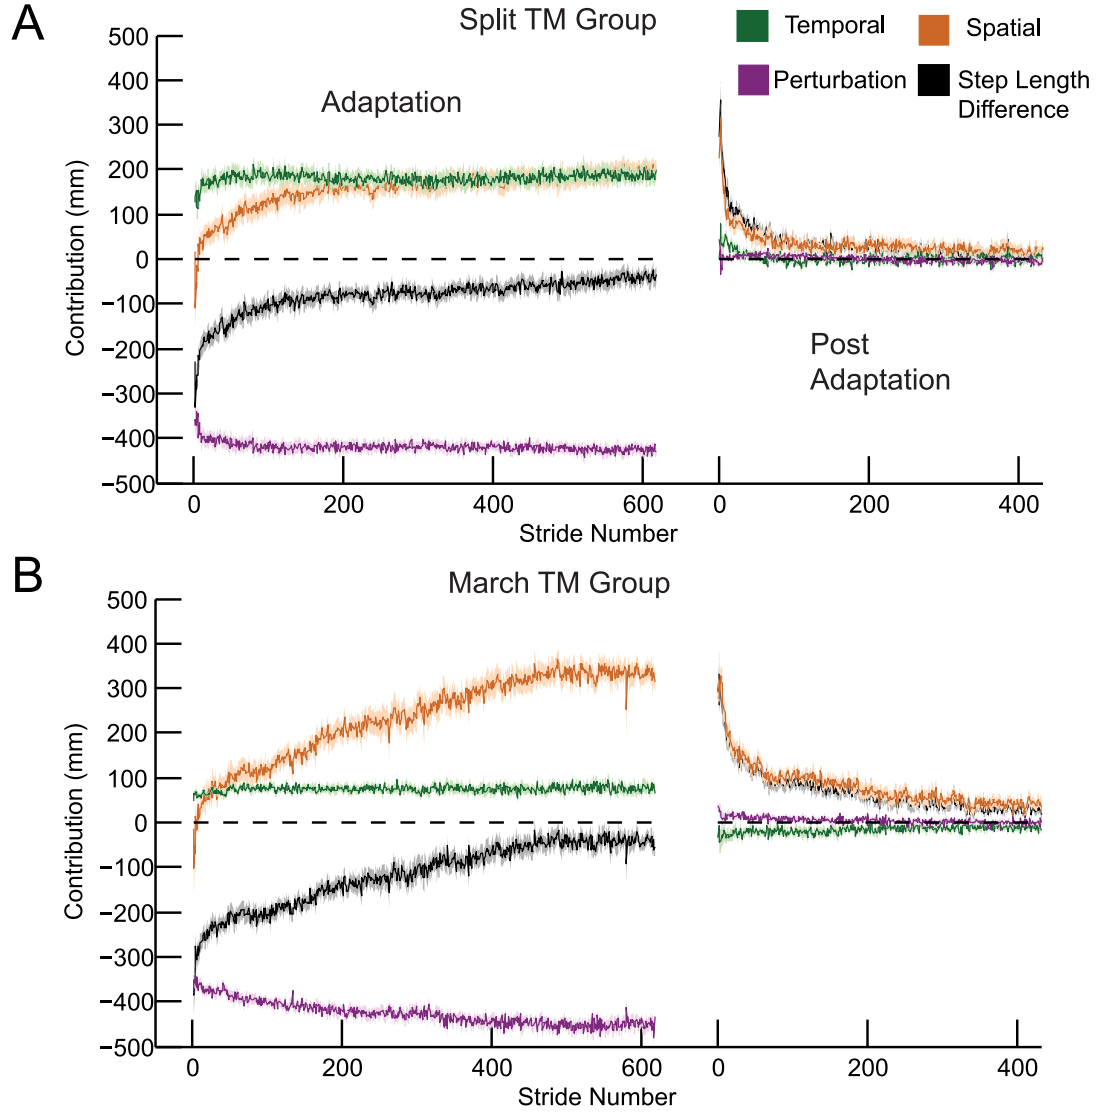 A
Split TM Group
Temporal
Spatial
Perturbation
Step Length
Difference
Adaptation
Post
Adaptation
Contribution (mm)
500
400
300
200
100
0
−100
−200
−300
−400
−500
0
200
400
600
0
200
400
Stride Number
B
March TM Group
Contribution (mm)
500
400
300
200
100
0
−100
−200
−300
−400
−500
0
200
400
600
0
200
400
Stride Number